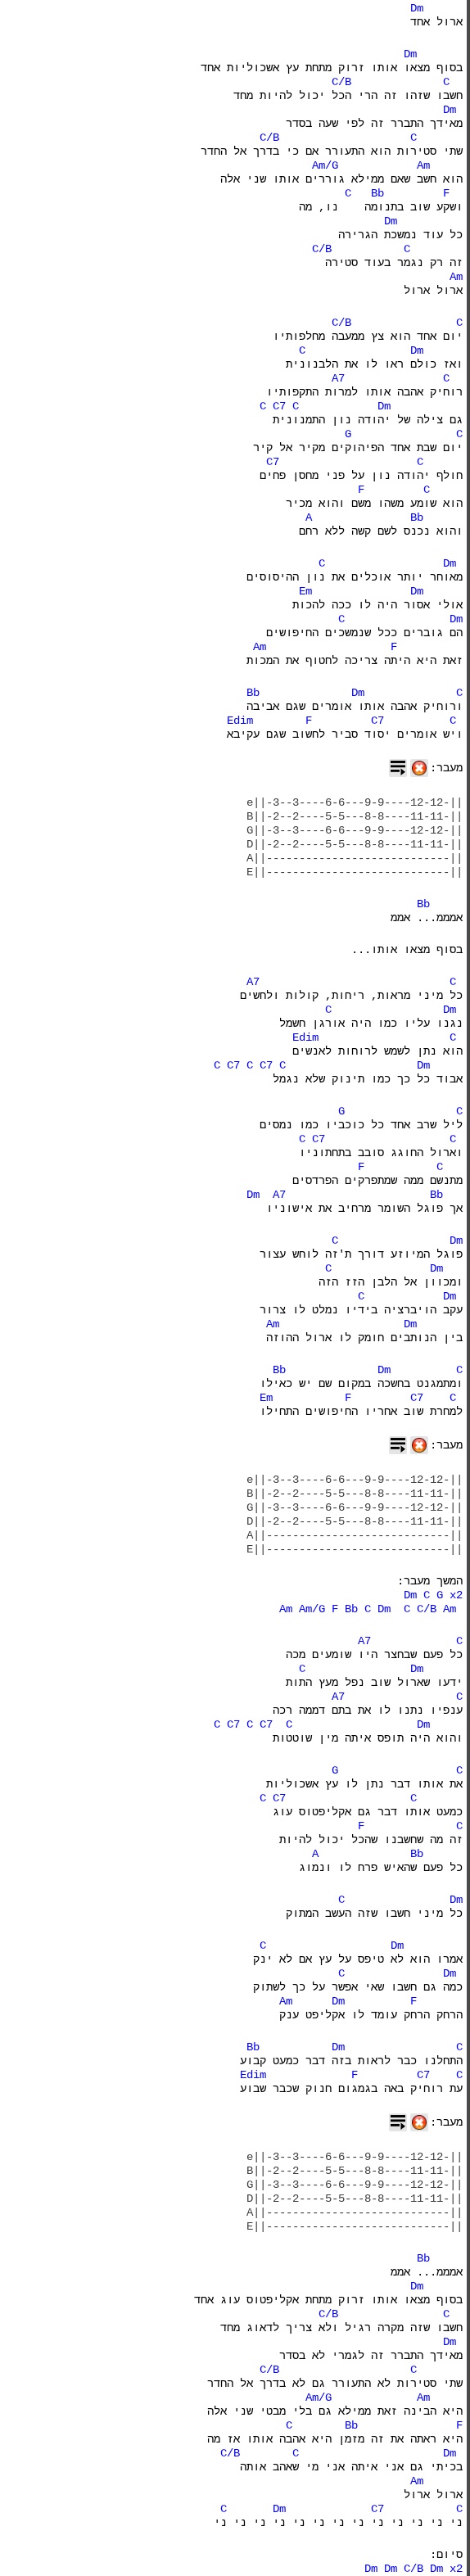 Dm
ארול אחד
Dm
בסוף מצאו אותו זרוק מתחת עץ אשכוליות אחד
C/B C
חשבו שזהו זה הרי הכל יכול להיות מחד
Dm
מאידך התברר זה לפי שעה בסדר
C/B C
שתי סטירות הוא התעורר אם כי בדרך אל החדר
Am/G Am
הוא חשב שאם ממילא גוררים אותו שני אלה
C Bb F
ושקע שוב בתנומה נו, מה
Dm
כל עוד נמשכת הגרירה
C/B C
זה רק נגמר בעוד סטירה
Am
ארול ארול
C/B C
יום אחד הוא צץ ממעבה מחלפותיו
C Dm
ואז כולם ראו לו את הלבנונית
A7 C
רוחיק אהבה אותו למרות התקפותיו
C C7 C Dm
גם צילה של יהודה נון התמנונית
G C
יום שבת אחד הפיהוקים מקיר אל קיר
C7 C
חולף יהודה נון על פני מחסן פחים
F C
הוא שומע משהו משם והוא מכיר
A Bb
והוא נכנס לשם קשה ללא רחם
C Dm
מאוחר יותר אוכלים את נון ההיסוסים
Em Dm
אולי אסור היה לו ככה להכות
C Dm
הם גוברים ככל שנמשכים החיפושים
Am F
זאת היא היתה צריכה לחטוף את המכות
Bb Dm C
ורוחיק אהבה אותו אומרים שגם אביבה
Edim F C7 C
ויש אומרים יסוד סביר לחשוב שגם עקיבא
מעבר:
e||-3--3----6-6---9-9----12-12-||
B||-2--2----5-5---8-8----11-11-||
G||-3--3----6-6---9-9----12-12-||
D||-2--2----5-5---8-8----11-11-||
A||----------------------------||
E||----------------------------||
Bb
אמממ... אממ
בסוף מצאו אותו...
A7 C
כל מיני מראות, ריחות, קולות ולחשים
C Dm
נגנו עליו כמו היה אורגן חשמל
Edim C
הוא נתן לשמש לרוחות לאנשים
C C7 C C7 C Dm
אבוד כל כך כמו תינוק שלא נגמל
G C
ליל שרב אחד כל כוכביו כמו נמסים
C C7 C
וארול החוגג סובב בתחתוניו
F C
מתנשם ממה שמתפרקים הפרדסים
Dm A7 Bb
אך פוגל השומר מרחיב את אישוניו
C Dm
פוגל המיוזע דורך ת'זה לוחש עצור
C Dm
ומכוון אל הלבן הזז הזה
C Dm
עקב הויברציה בידיו נמלט לו צרור
Am Dm
בין הנותבים חומק לו ארול ההוזה
Bb Dm C
ומתמגנט בחשכה במקום שם יש כאילו
Em F C7 C
למחרת שוב אחריו החיפושים התחילו
מעבר:
e||-3--3----6-6---9-9----12-12-||
B||-2--2----5-5---8-8----11-11-||
G||-3--3----6-6---9-9----12-12-||
D||-2--2----5-5---8-8----11-11-||
A||----------------------------||
E||----------------------------||
המשך מעבר:
Dm C G x2
Am Am/G F Bb C Dm C C/B Am
A7 C
כל פעם שבחצר היו שומעים מכה
C Dm
ידעו שארול שוב נפל מעץ התות
A7 C
ענפיו נתנו לו את בתם דממה רכה
C C7 C C7 C Dm
והוא היה תופס איתה מין שוטטות
G C
את אותו דבר נתן לו עץ אשכוליות
C C7 C
כמעט אותו דבר גם אקליפטוס עוג
F C
זה מה שחשבנו שהכל יכול להיות
A Bb
כל פעם שהאיש פרח לו ונמוג
C Dm
כל מיני חשבו שזה העשב המתוק
C Dm
אמרו הוא לא טיפס על עץ אם לא ינק
C Dm
כמה גם חשבו שאי אפשר על כך לשתוק
Am Dm F
הרחק הרחק עומד לו אקליפט ענק
Bb Dm C
התחלנו כבר לראות בזה דבר כמעט קבוע
Edim F C7 C
עת רוחיק באה בגמגום חנוק שכבר שבוע
מעבר:
e||-3--3----6-6---9-9----12-12-||
B||-2--2----5-5---8-8----11-11-||
G||-3--3----6-6---9-9----12-12-||
D||-2--2----5-5---8-8----11-11-||
A||----------------------------||
E||----------------------------||
Bb
אמממ... אממ
Dm
בסוף מצאו אותו זרוק מתחת אקליפטוס עוג אחד
C/B C
חשבו שזה מקרה רגיל ולא צריך לדאוג מחד
Dm
מאידך התברר זה לגמרי לא בסדר
C/B C
שתי סטירות לא התעורר גם לא בדרך אל החדר
Am/G Am
היא הבינה זאת ממילא גם בלי מבטי שני אלה
C Bb F
היא ראתה את זה מזמן היא אהבה אותו אז מה
C/B C Dm
בכיתי גם אני איתה אני מי שאהב אותה
Am
ארול ארול
C Dm C7 C
ני ני ני ני ני ני ני ני ני ני ני ני ני
סיום:
Dm Dm C/B Dm x2